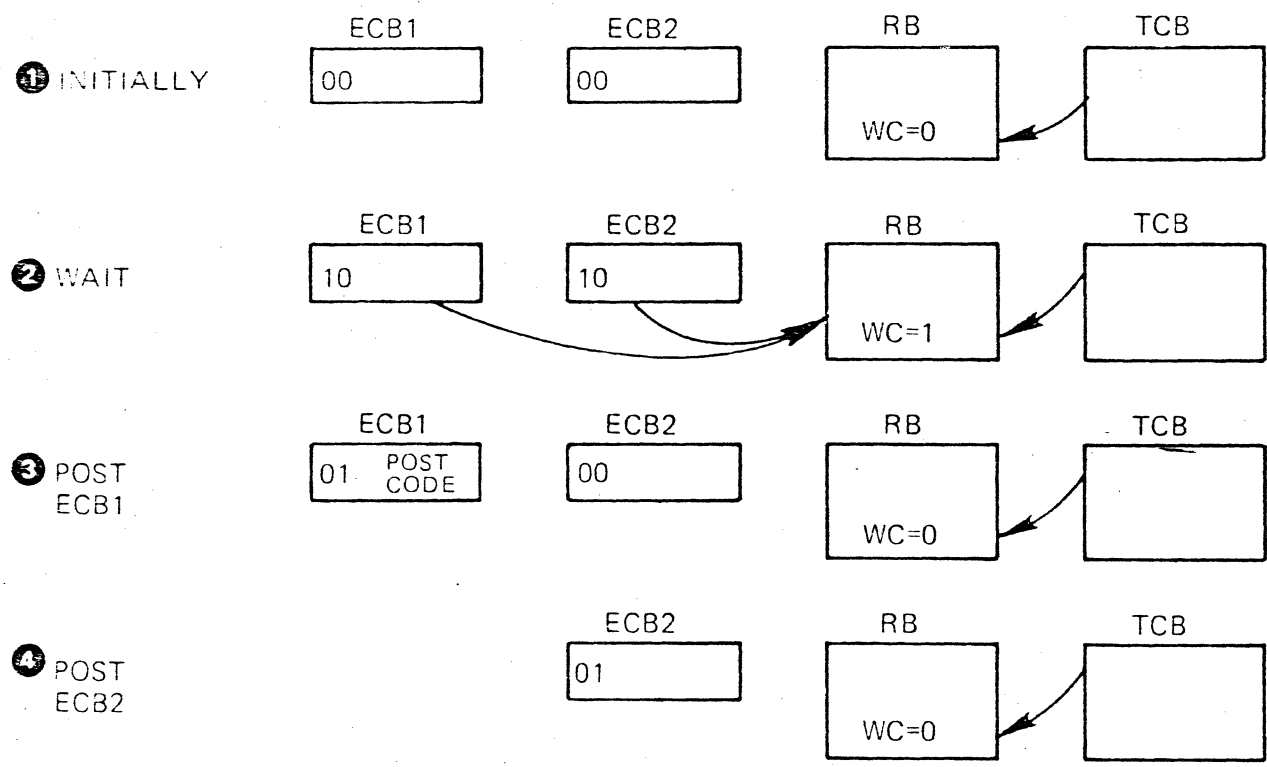 ECB1 ECB2 RB TCB
1 INITIALLY 00 00 WC=0
ECB1 ECB2 RB TCB
2 WAIT 10 10 WC=1
ECB1 ECB2 RB TCB
3 POST ECB1 01 POST CODE 00 WC=0
ECB2 RB TCB
4 POST ECB2 01 WC=0